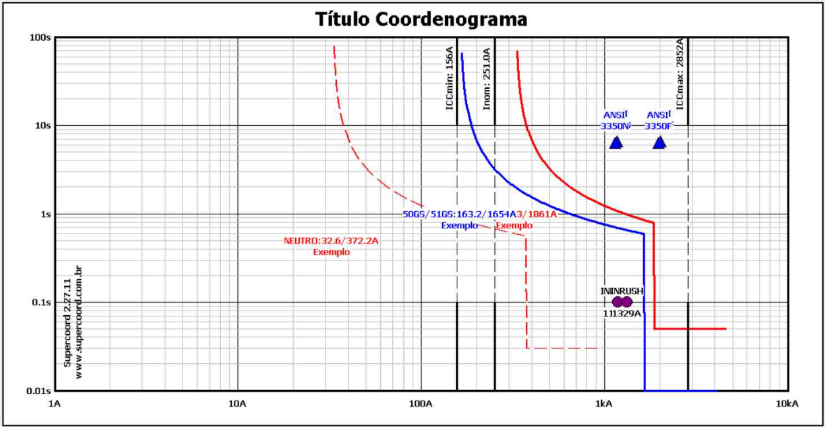 Título Coordenograma
100s
10s
1s
0.1s
0.01s
ICCmin: 156A
Inom: 251.0A
ICCmax: 2852A
ANSI
3350N
ANSI
3350F
50GS/51GS:163.2/1654A3/1861A
Exemplo
Exemplo
NEUTRO:32.6/372.2A
Exemplo
ININRUSH
1329A
Supercoord 2.27.11
www.supercoord.com.br
1A
10A
100A
1kA
10kA